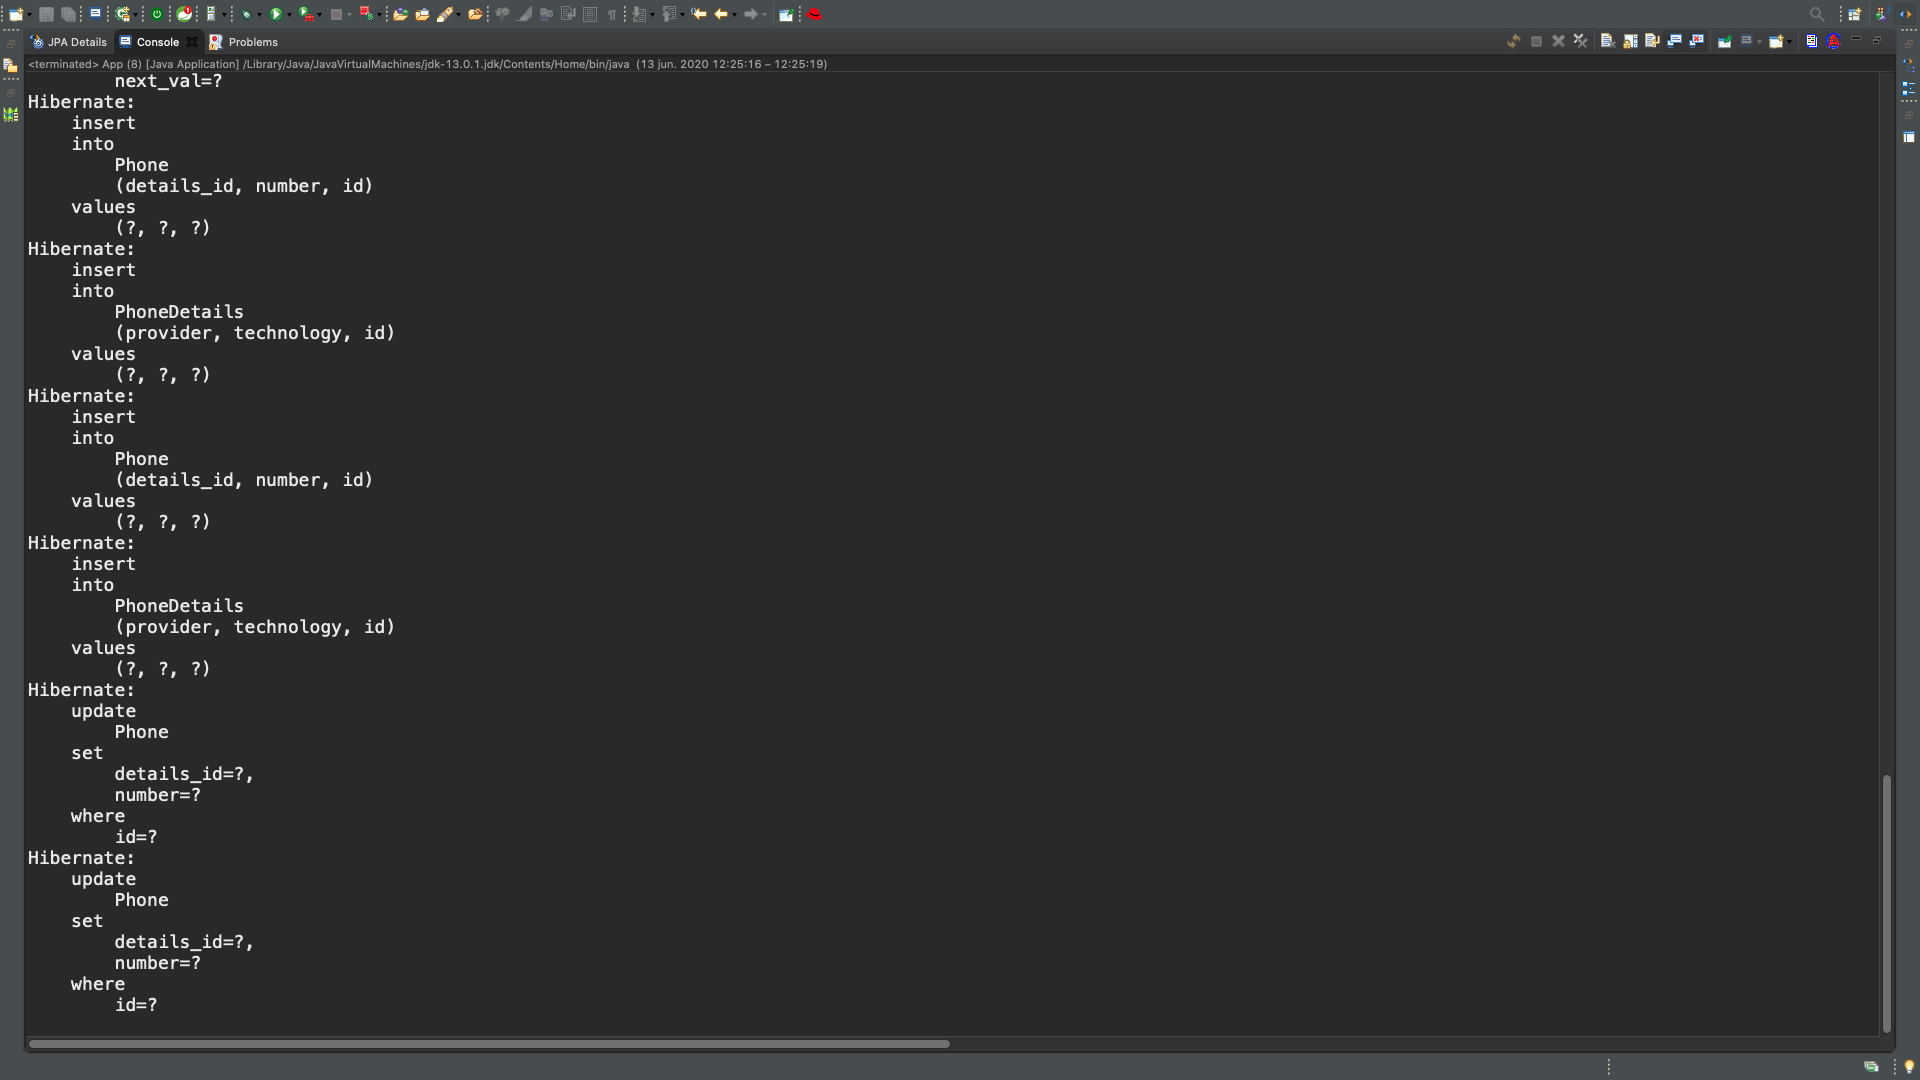 JPA Details
Console
Problems
<terminated> App (8) [Java Application] /Library/Java/JavaVirtualMachines/jdk-13.0.1.jdk/Contents/Home/bin/java (13 jun. 2020 12:25:16 – 12:25:19)
next_val=?
Hibernate:
insert
into
Phone
(details_id, number, id)
values
(?, ?, ?)
Hibernate:
insert
into
PhoneDetails
(provider, technology, id)
values
(?, ?, ?)
Hibernate:
insert
into
Phone
(details_id, number, id)
values
(?, ?, ?)
Hibernate:
insert
into
PhoneDetails
(provider, technology, id)
values
(?, ?, ?)
Hibernate:
update
Phone
set
details_id=?,
number=?
where
id=?
Hibernate:
update
Phone
set
details_id=?,
number=?
where
id=?